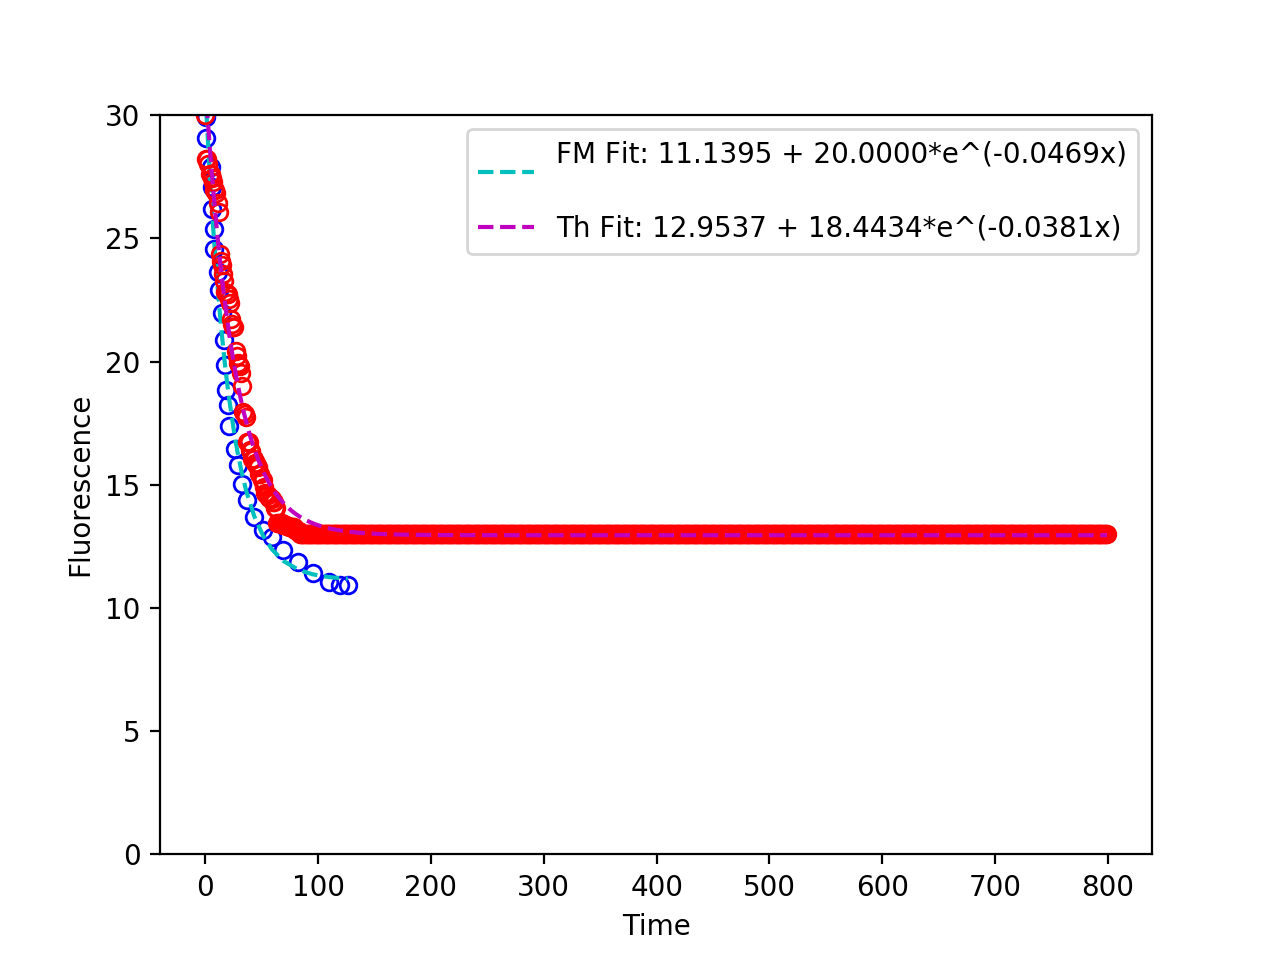 FM Fit: 11.1395 + 20.0000*e^(-0.0469x)
Th Fit: 12.9537 + 18.4434*e^(-0.0381x)
30
25
20
15
10
5
0
Fluorescence
0 100 200 300 400 500 600 700 800
Time